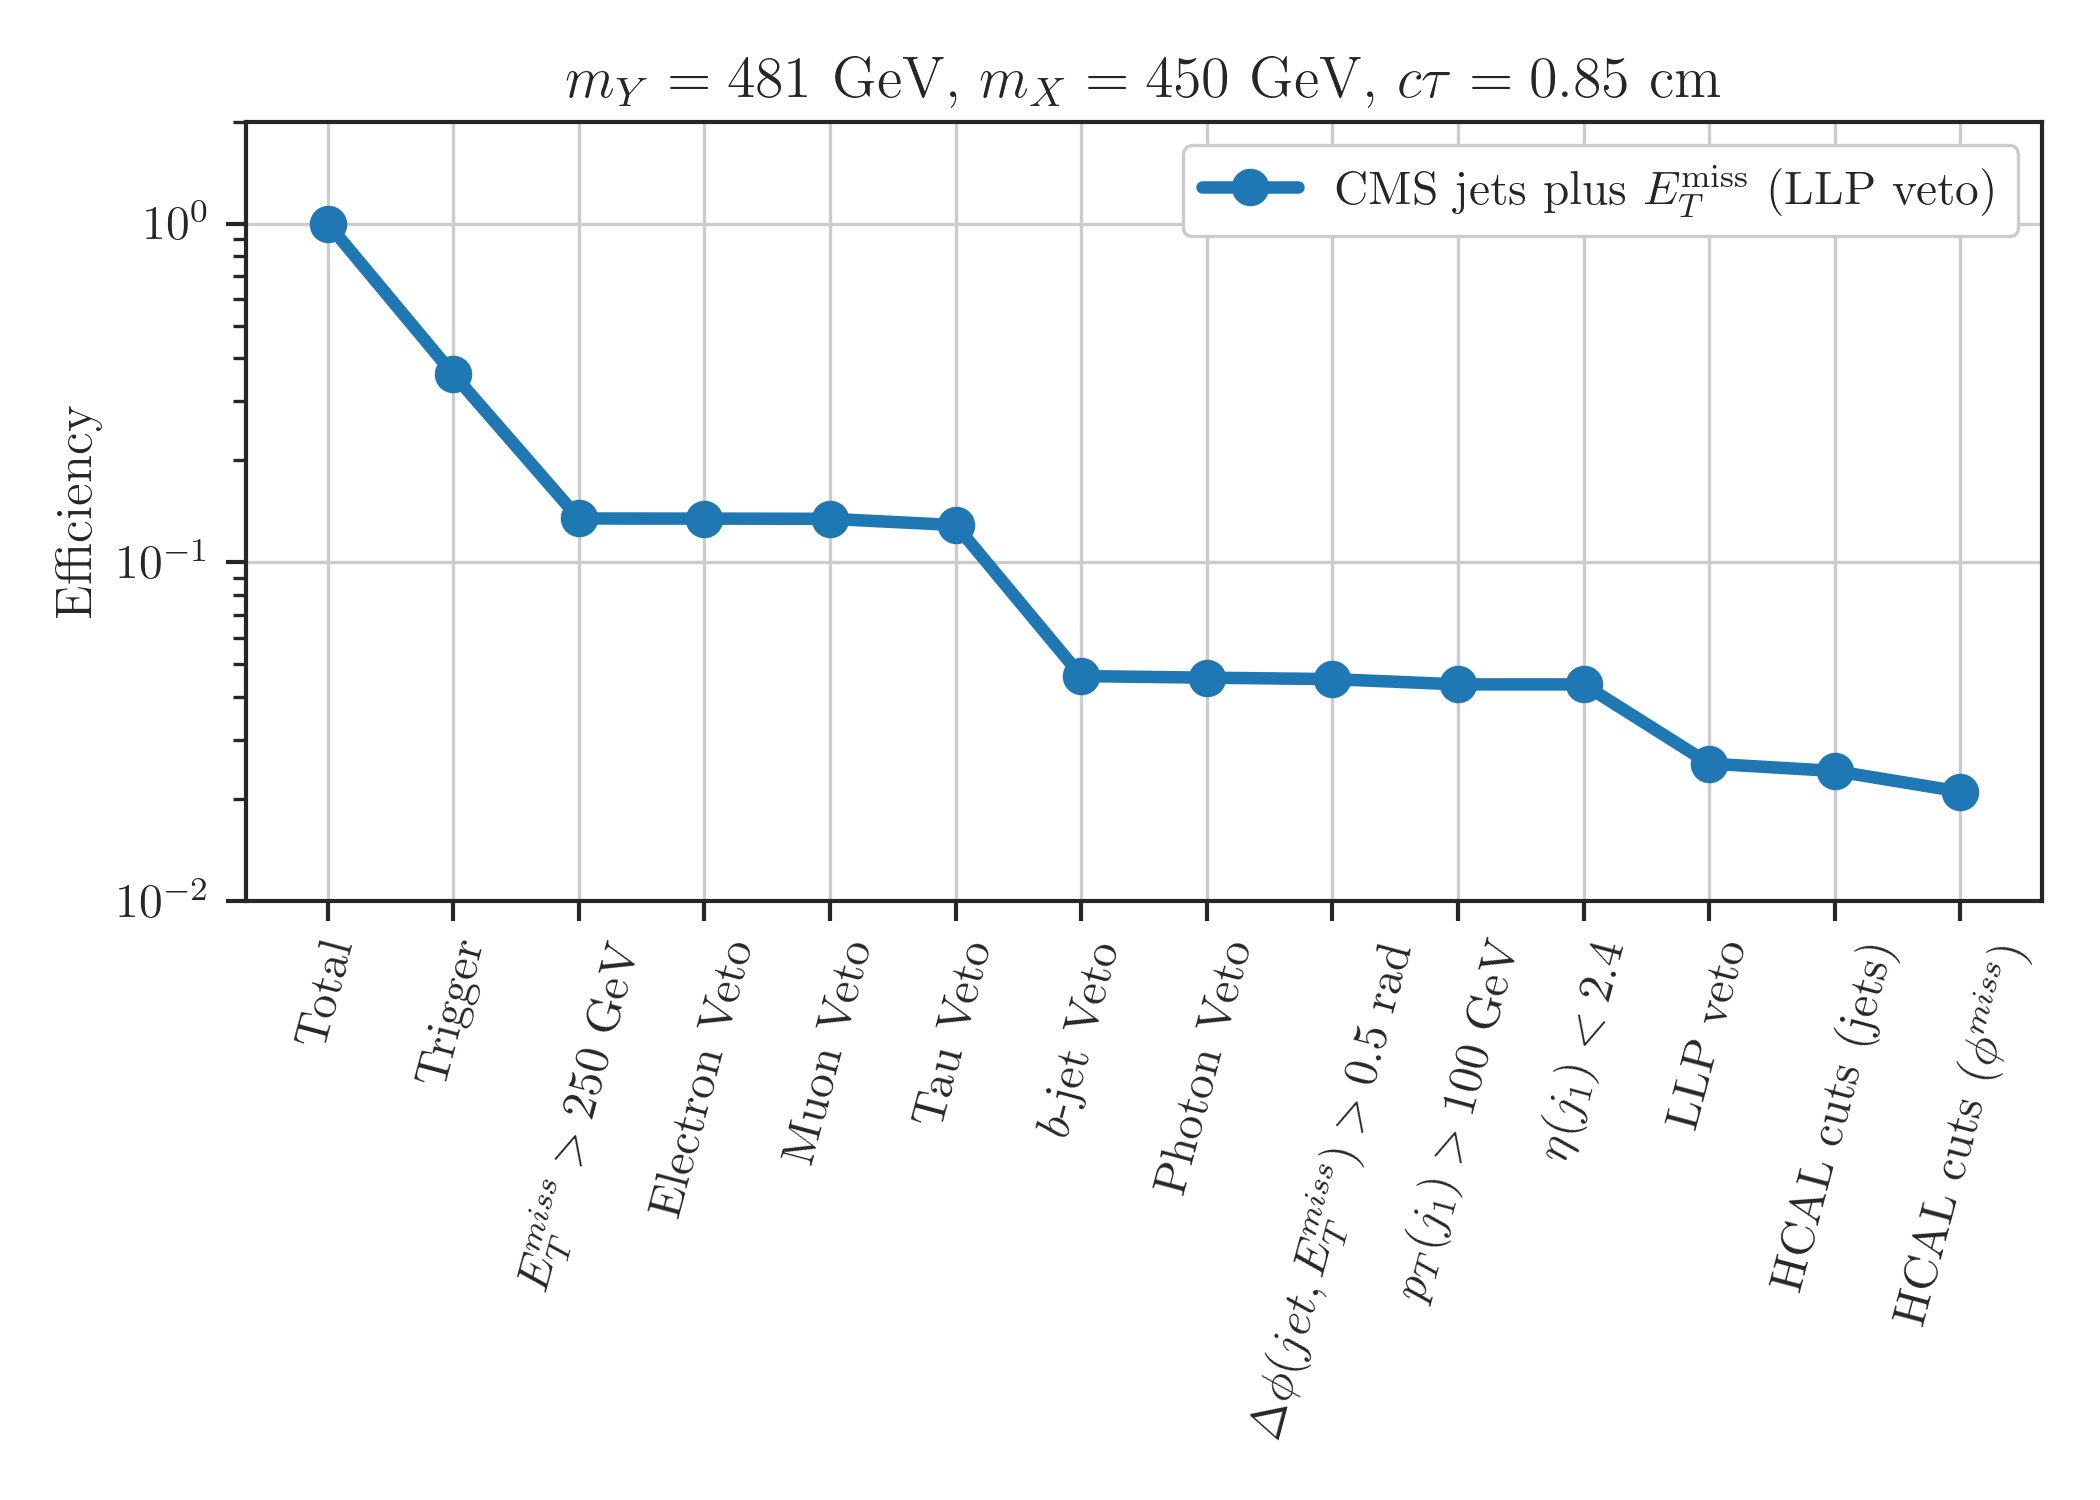 m_Y = 481 GeV, m_X = 450 GeV, cτ = 0.85 cm
CMS jets plus E_T^miss (LLP veto)
Efficiency
10^0
10^−1
10^−2
Total
Trigger
E_T^miss > 250 GeV
Electron Veto
Muon Veto
Tau Veto
b-jet Veto
Photon Veto
Δϕ(jet, E_T^miss) > 0.5 rad
p_T(j_1) > 100 GeV
η(j_1) < 2.4
LLP veto
HCAL cuts (jets)
HCAL cuts (ϕ^miss)